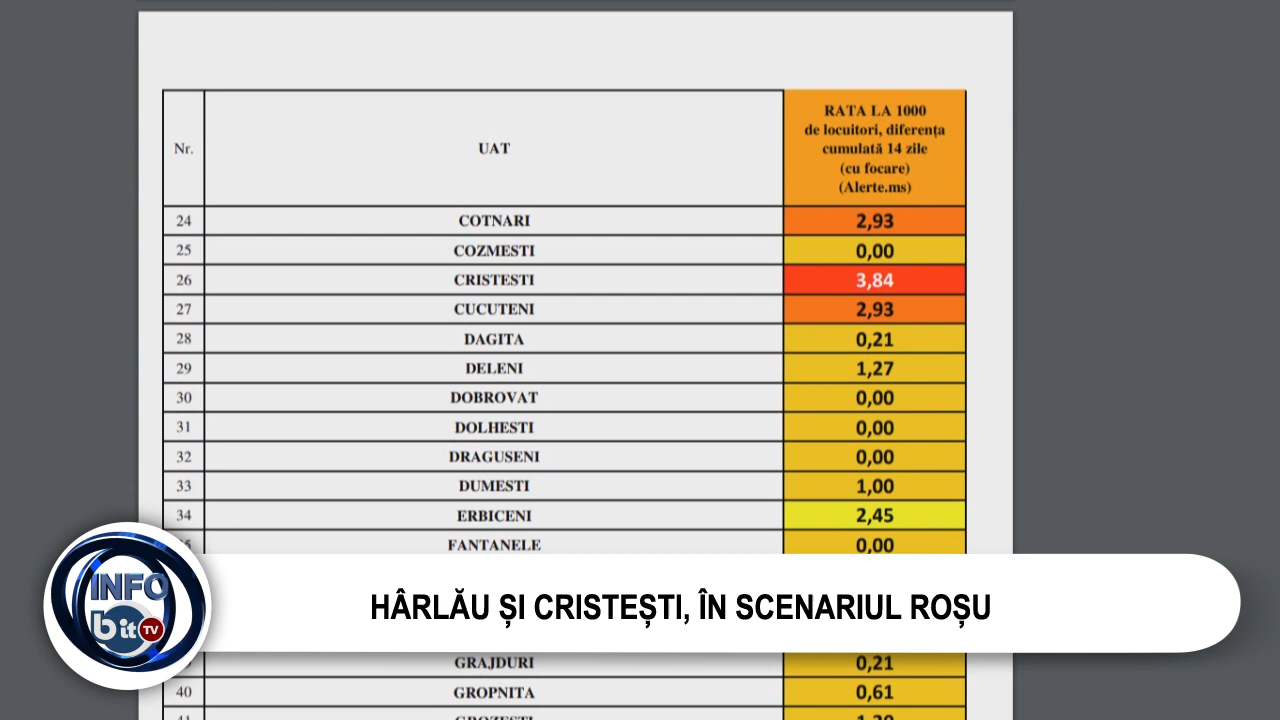 Nr.
UAT
RATA LA 1000
de locuitori, diferența
cumulată 14 zile
(cu focare)
(Alerte.ms)
24 COTNARI 2,93
25 COZMESTI 0,00
26 CRISTESTI 3,84
27 CUCUTENI 2,93
28 DAGITA 0,21
29 DELENI 1,27
30 DOBROVAT 0,00
31 DOLHESTI 0,00
32 DRAGUSENI 0,00
33 DUMESTI 1,00
34 ERBICENI 2,45
FANTANELE 0,00
INFO
bit TV
HÂRLĂU ȘI CRISTEȘTI, ÎN SCENARIUL ROȘU
GRAJDURI 0,21
40 GROPNITA 0,61